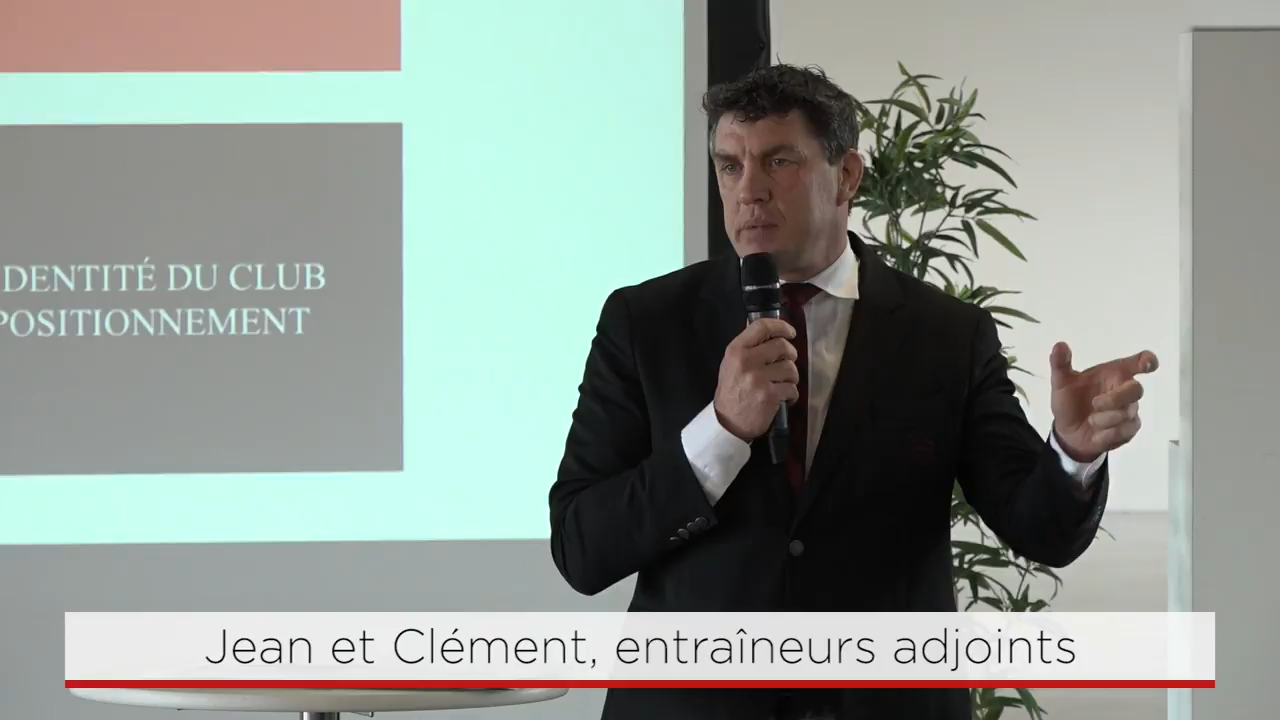 DENTITÉ DU CLUB
POSITIONNEMENT
Jean et Clément, entraîneurs adjoints